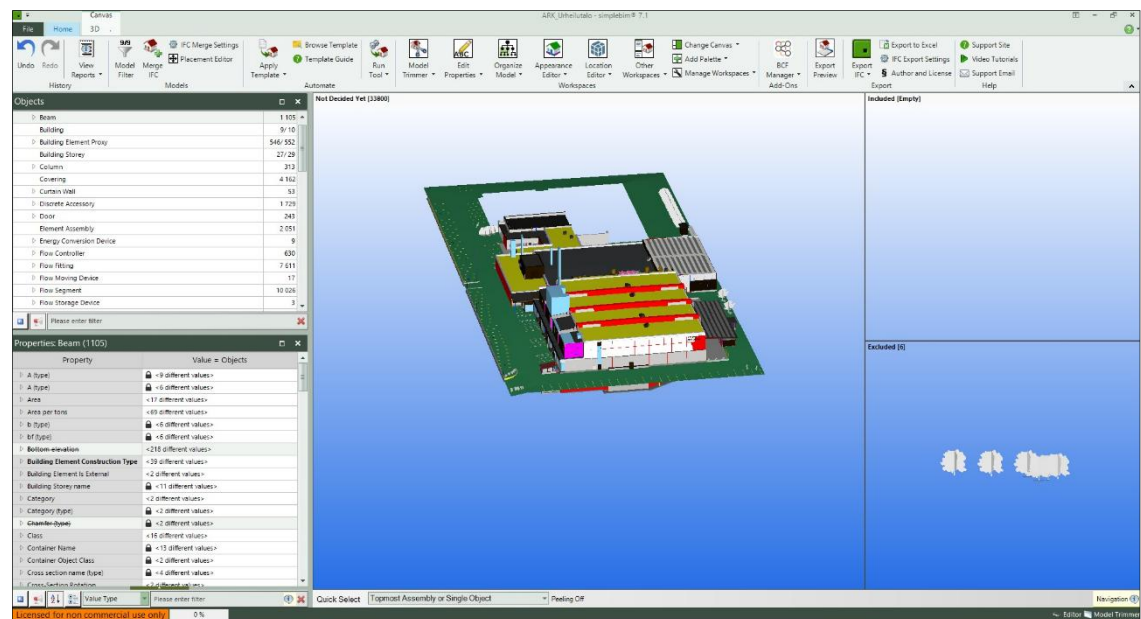 Canvas
ARK_Urheilutalo - simplebim® 7.1
File Home 3D
Undo Redo View Reports Model Filter Merge IFC IFC Merge Settings Placement Editor Apply Template Browse Template Template Guide Run Tool Model Trimmer Edit Properties Organize Model Appearance Editor Location Editor Other Workspaces Change Canvas Add Palette Manage Workspaces BCF Manager Export Preview Export IFC Export to Excel IFC Export Settings Author and License Support Site Video Tutorials Support Email
History Models Automate Workspaces Add-Ons Export Help
Objects
Beam 1 105
Building 9/10
Building Element Proxy 546/552
Building Storey 27/29
Column 313
Covering 4 162
Curtain Wall 53
Discrete Accessory 1 729
Door 243
Element Assembly 2 051
Energy Conversion Device 9
Flow Controller 630
Flow Fitting 7 611
Flow Moving Device 17
Flow Segment 10 026
Flow Storage Device 3
Please enter filter
Properties: Beam (1105)
Property Value = Objects
A (type) <9 different values>
A (type) <6 different values>
Area <17 different values>
Area per tons <69 different values>
b (type) <6 different values>
bf (type) <6 different values>
Bottom elevation <218 different values>
Building Element Construction Type <39 different values>
Building Element Is External <2 different values>
Building Storey name <11 different values>
Category <2 different values>
Category (type) <2 different values>
Chamfer (type) <2 different values>
Class <16 different values>
Container Name <13 different values>
Container Object Class <2 different values>
Cross section name (type) <4 different values>
Cross-Section Rotation <2 different values>
Value Type Please enter filter
Not Decided Yet [33800]
Included [Empty]
Excluded [6]
Quick Select Topmost Assembly or Single Object Peeling Off Navigation
Licensed for non commercial use only 0 % Editor Model Trimmer